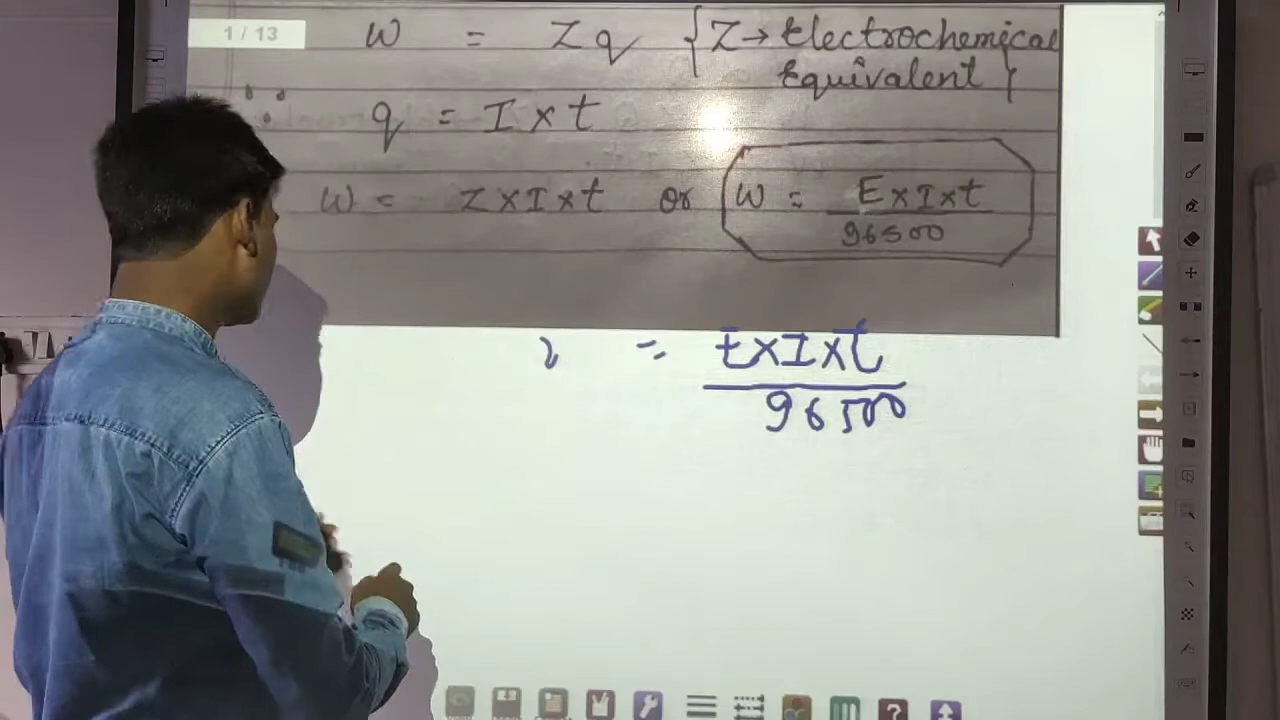 1 / 13
W = Zq {Z → Electrochemical
Equivalent}
∵ q = I × t
W = Z × I × t or W = E × I × t / 96500
= E × I × t
96500